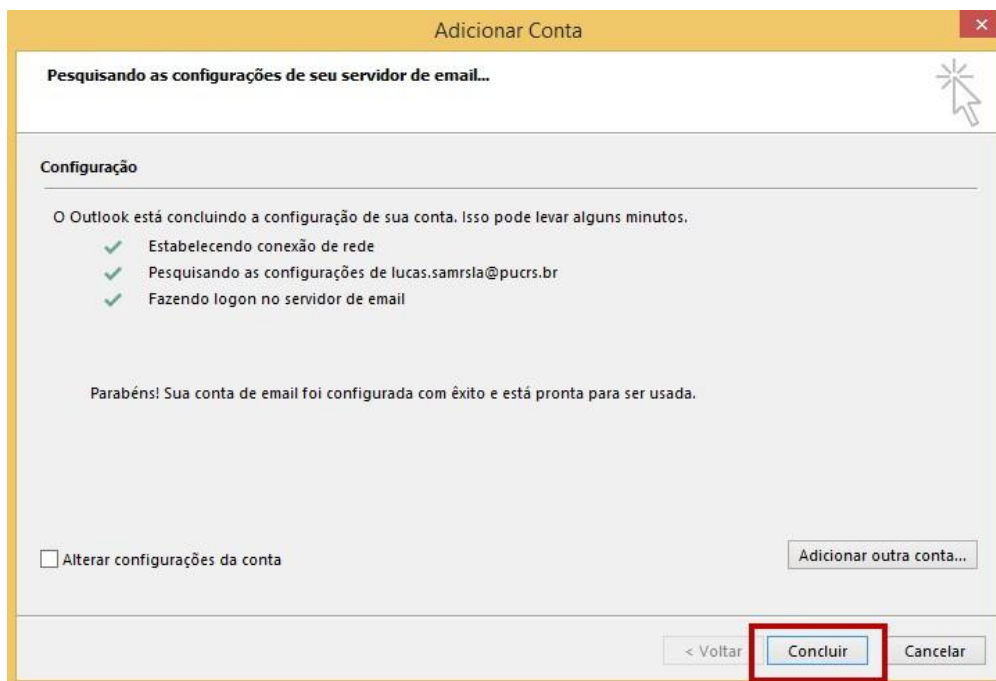 Adicionar Conta
Pesquisando as configurações de seu servidor de email...
Configuração
O Outlook está concluindo a configuração de sua conta. Isso pode levar alguns minutos.
Estabelecendo conexão de rede
Pesquisando as configurações de lucas.samrsla@pucrs.br
Fazendo logon no servidor de email
Parabéns! Sua conta de email foi configurada com êxito e está pronta para ser usada.
Alterar configurações da conta
Adicionar outra conta...
< Voltar
Concluir
Cancelar